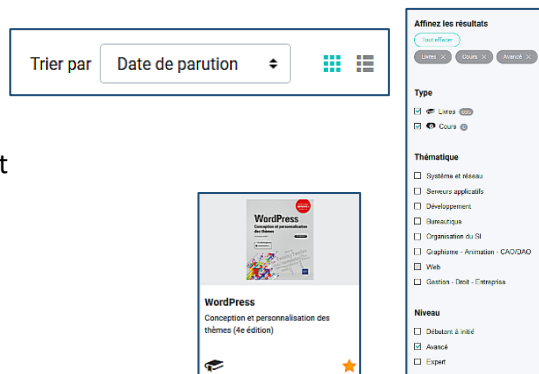 Trier par
Date de parution
t
WordPress
Conception et personnalisation
des thèmes
WordPress
Conception et personnalisation des
thèmes (4e édition)
Affinez les résultats
Tout effacer
Livres ×
Cours ×
Avancé ×
Type
Livres
Cours
Thématique
Système et réseau
Serveurs applicatifs
Développement
Bureautique
Organisation du SI
Graphisme - Animation - CAO/DAO
Web
Gestion - Droit - Entreprise
Niveau
Débutant à initié
Avancé
Expert